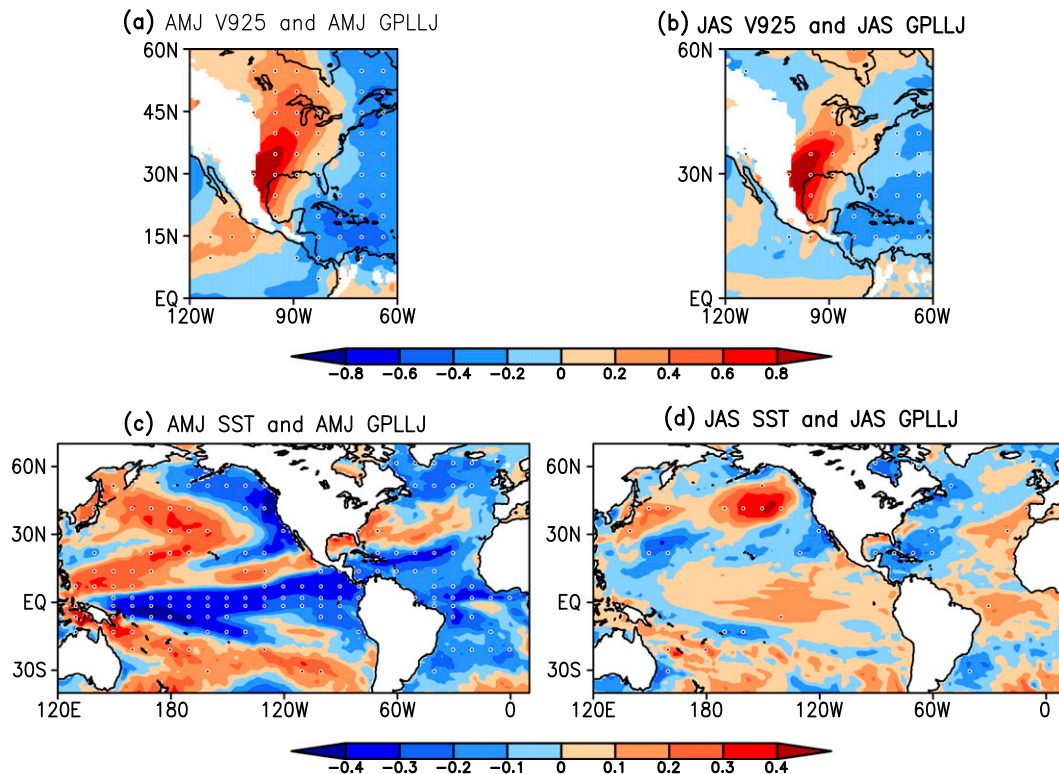 (a) AMJ V925 and AMJ GPLLJ
(b) JAS V925 and JAS GPLLJ
60N
45N
30N
15N
EQ
120W 90W 60W
60N
45N
30N
15N
EQ
120W 90W 60W
-0.8 -0.6 -0.4 -0.2 0 0.2 0.4 0.6 0.8
(c) AMJ SST and AMJ GPLLJ
(d) JAS SST and JAS GPLLJ
60N
30N
EQ
30S
120E 180 120W 60W 0
60N
30N
EQ
30S
120E 180 120W 60W 0
-0.4 -0.3 -0.2 -0.1 0 0.1 0.2 0.3 0.4